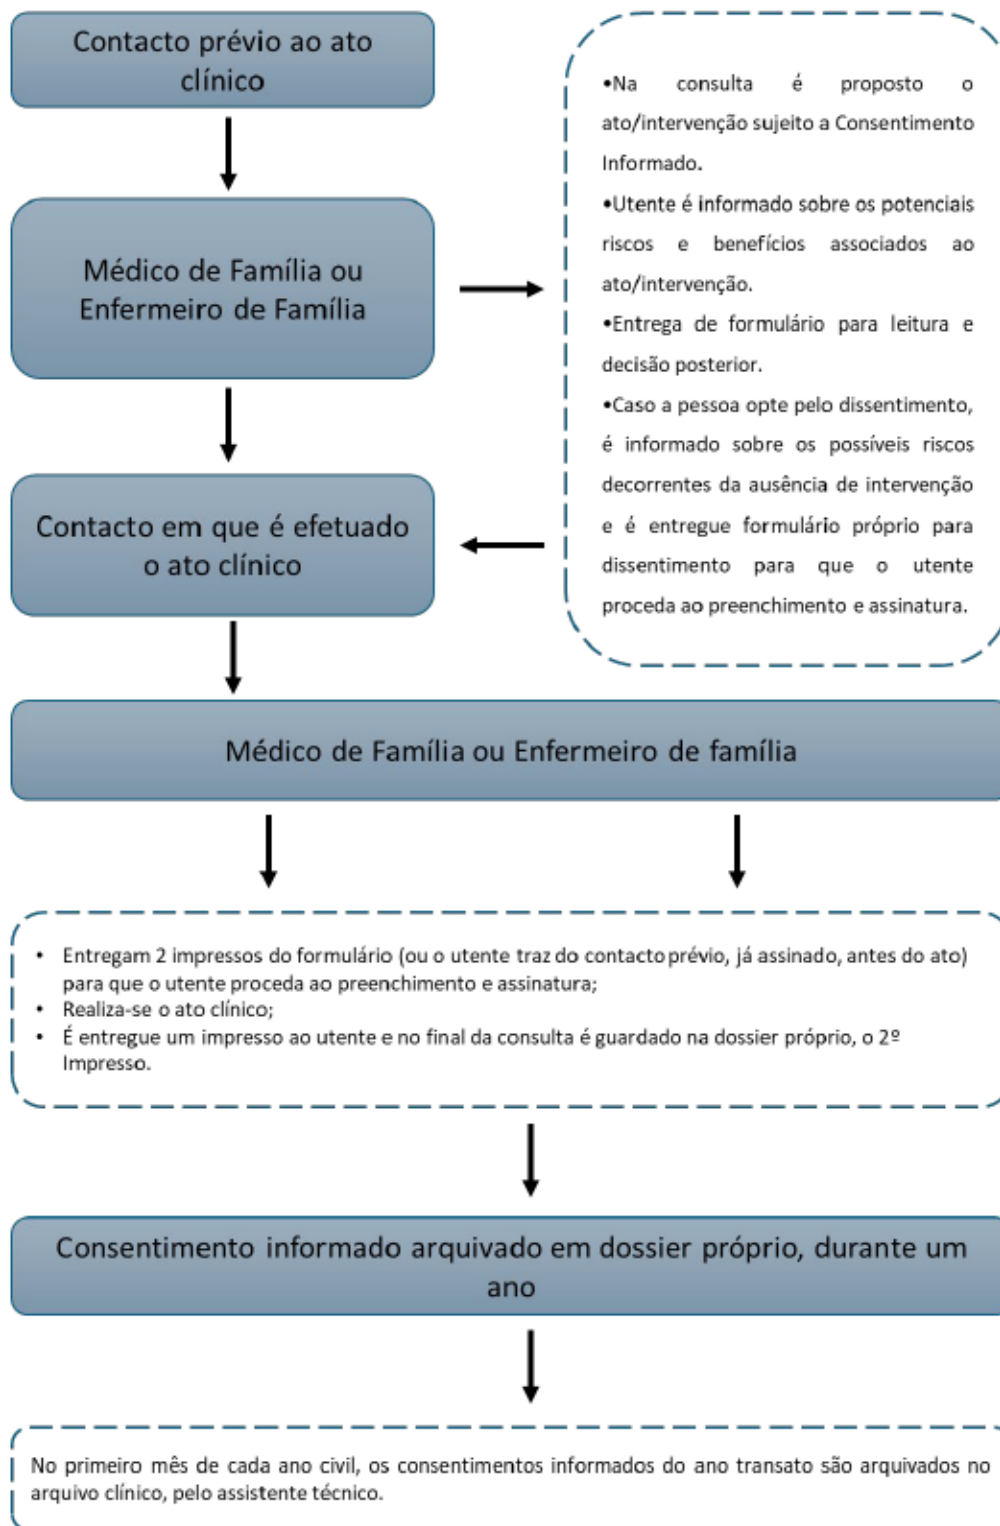 Contacto prévio ao ato
clínico
Médico de Família ou
Enfermeiro de Família
•Na consulta é proposto o
ato/intervenção sujeito a Consentimento
Informado.
•Utente é informado sobre os potenciais
riscos e benefícios associados ao
ato/intervenção.
•Entrega de formulário para leitura e
decisão posterior.
•Caso a pessoa opte pelo dissentimento,
é informado sobre os possíveis riscos
decorrentes da ausência de intervenção
e é entregue formulário próprio para
dissentimento para que o utente
proceda ao preenchimento e assinatura.
Contacto em que é efetuado
o ato clínico
Médico de Família ou Enfermeiro de família
• Entregam 2 impressos do formulário (ou o utente traz do contacto prévio, já assinado, antes do ato)
para que o utente proceda ao preenchimento e assinatura;
• Realiza-se o ato clínico;
• É entregue um impresso ao utente e no final da consulta é guardado na dossier próprio, o 2º
Impresso.
Consentimento informado arquivado em dossier próprio, durante um
ano
No primeiro mês de cada ano civil, os consentimentos informados do ano transato são arquivados no
arquivo clínico, pelo assistente técnico.